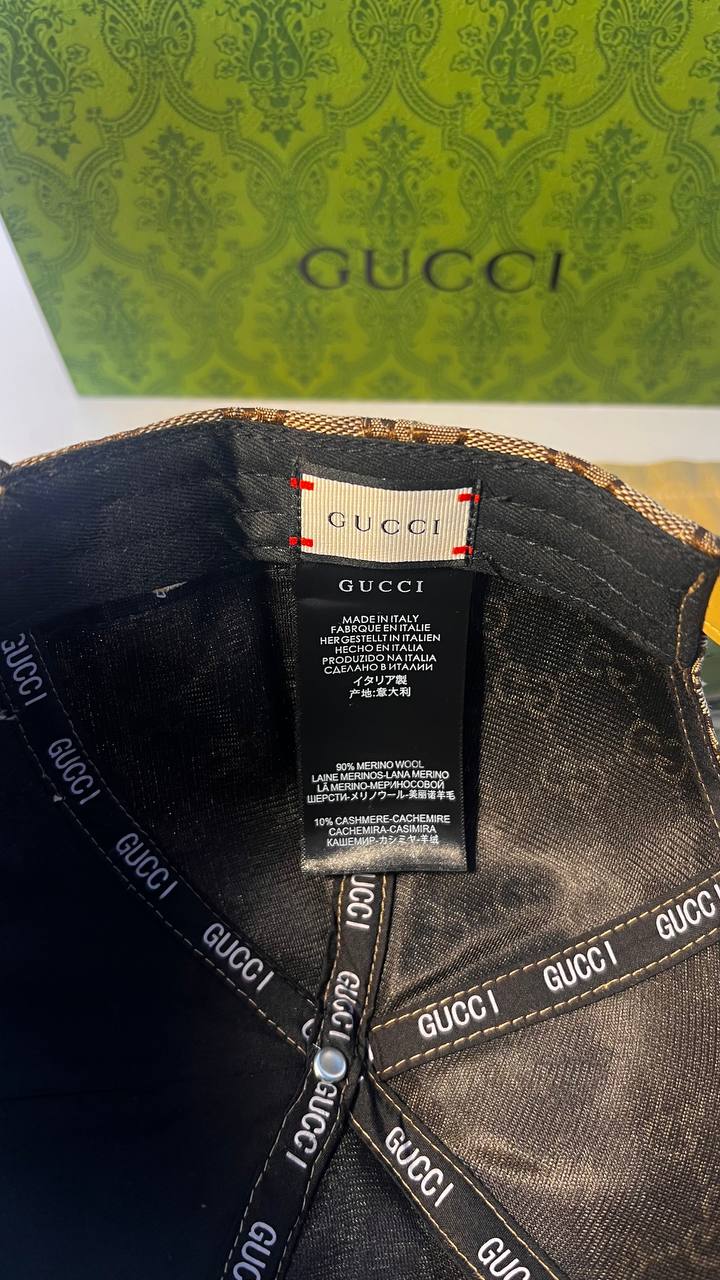 GUCCI
GUCCI
GUCCI
MADE IN ITALY
FABRQUE EN ITALIE
HERGESTELLT IN ITALIEN
HECHO EN ITALIA
PRODUZIDO NA ITALIA
CДEЛAHO B ИTAЛИИ
イタリア製
产地:意大利
90% MERINO WOOL
LAINE MERINOS-LANA MERINO
LÃ MERINO-МЕРИНОСОВОЙ
ШЕРСТИ-メリノウール-美丽诺羊毛
10% CASHMERE-CACHEMIRE
CACHEMIRA-CASIMIRA
КАШЕМИР-カシミヤ-羊绒
GUCCI
GUCCI
GUCCI
GUCCI
GUCCI
GUCCI
GUCCI
GUCCI
GUCCI
GUCCI
GUCCI